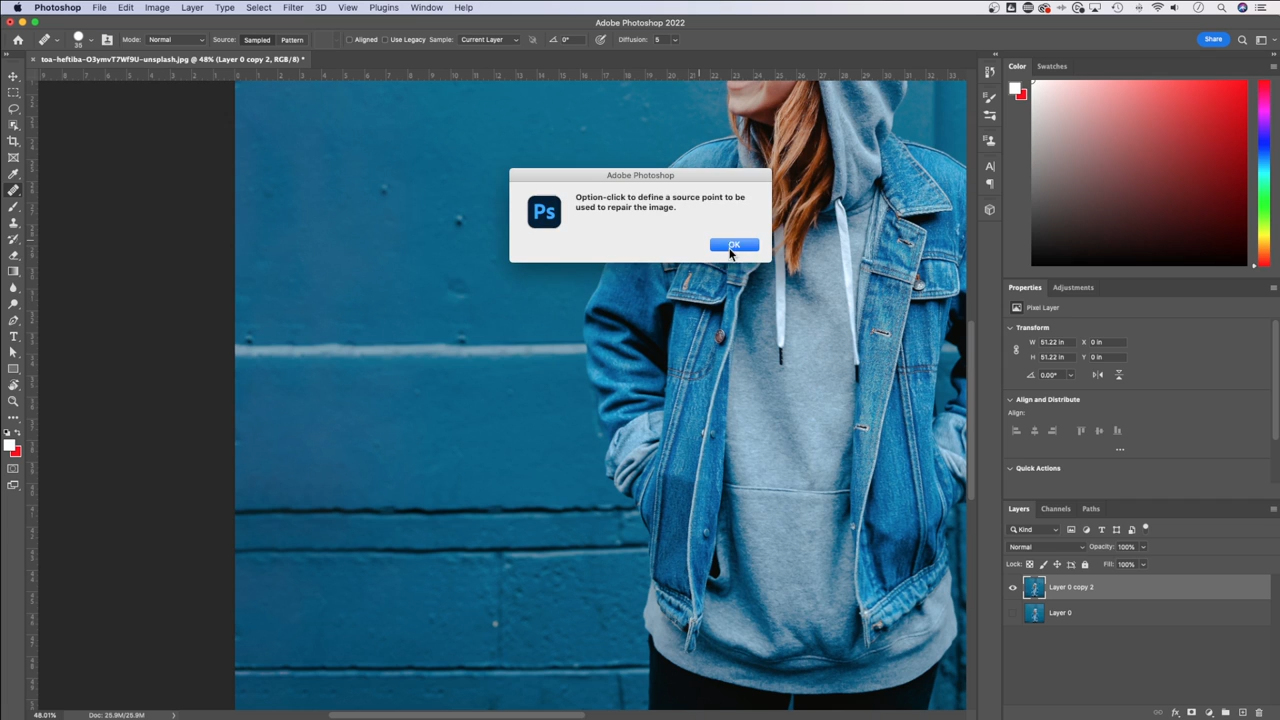 Photoshop File Edit Image Layer Type Select Filter 3D View Plugins Window Help
Adobe Photoshop 2022
35 Mode: Normal Source: Sampled Pattern Aligned Use Legacy Sample: Current Layer 0° Diffusion: 5 Share
toa-heftiba-O3ymvT7Wf9U-unsplash.jpg @ 48% (Layer 0 copy 2, RGB/8) *
Color Swatches
Adobe Photoshop
Option-click to define a source point to be
used to repair the image.
Ps
OK
Properties Adjustments
Pixel Layer
Transform
W 51.22 in X 0 in
H 51.22 in Y 0 in
0.00°
Align and Distribute
Align:
Quick Actions
Layers Channels Paths
Kind
Normal Opacity: 100%
Lock: Fill: 100%
Layer 0 copy 2
Layer 0
48.01% Doc: 25.9M/25.9M